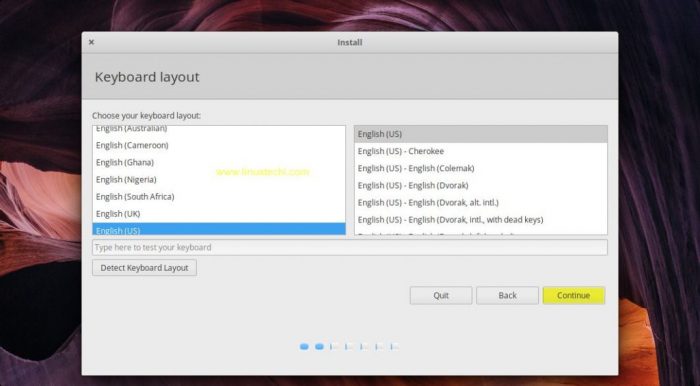 Install
Keyboard layout
Choose your keyboard layout:
English (Australian)
English (Cameroon)
English (Ghana)
English (Nigeria)
English (South Africa)
English (UK)
English (US)
www.linuxtechi.com
English (US)
English (US) - Cherokee
English (US) - English (Colemak)
English (US) - English (Dvorak)
English (US) - English (Dvorak, alt. intl.)
English (US) - English (Dvorak, intl., with dead keys)
Type here to test your keyboard
Detect Keyboard Layout
Quit
Back
Continue